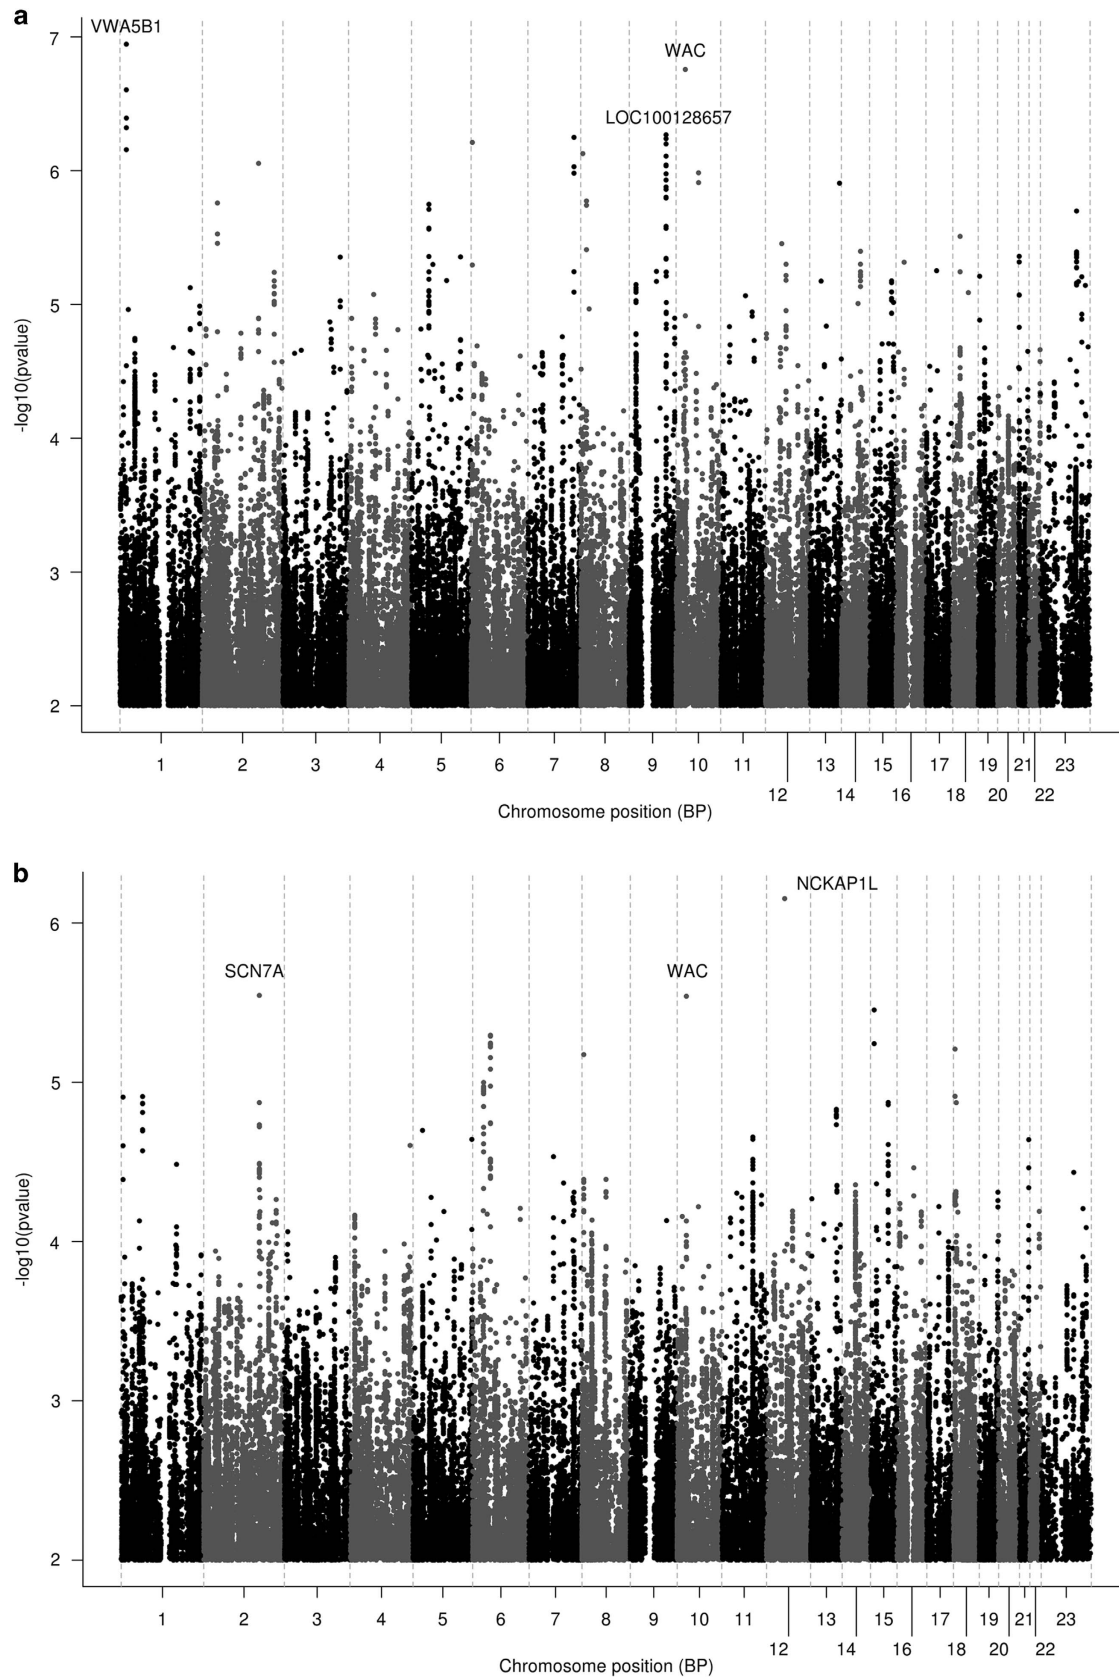 a
VWA5B1
WAC
LOC100128657
7
6
5
4
3
2
-log10(pvalue)
1 2 3 4 5 6 7 8 9 10 11 13 15 17 19 21 23
12 14 16 18 20 22
Chromosome position (BP)
b
NCKAP1L
SCN7A
WAC
6
5
4
3
2
-log10(pvalue)
1 2 3 4 5 6 7 8 9 10 11 13 15 17 19 21 23
12 14 16 18 20 22
Chromosome position (BP)